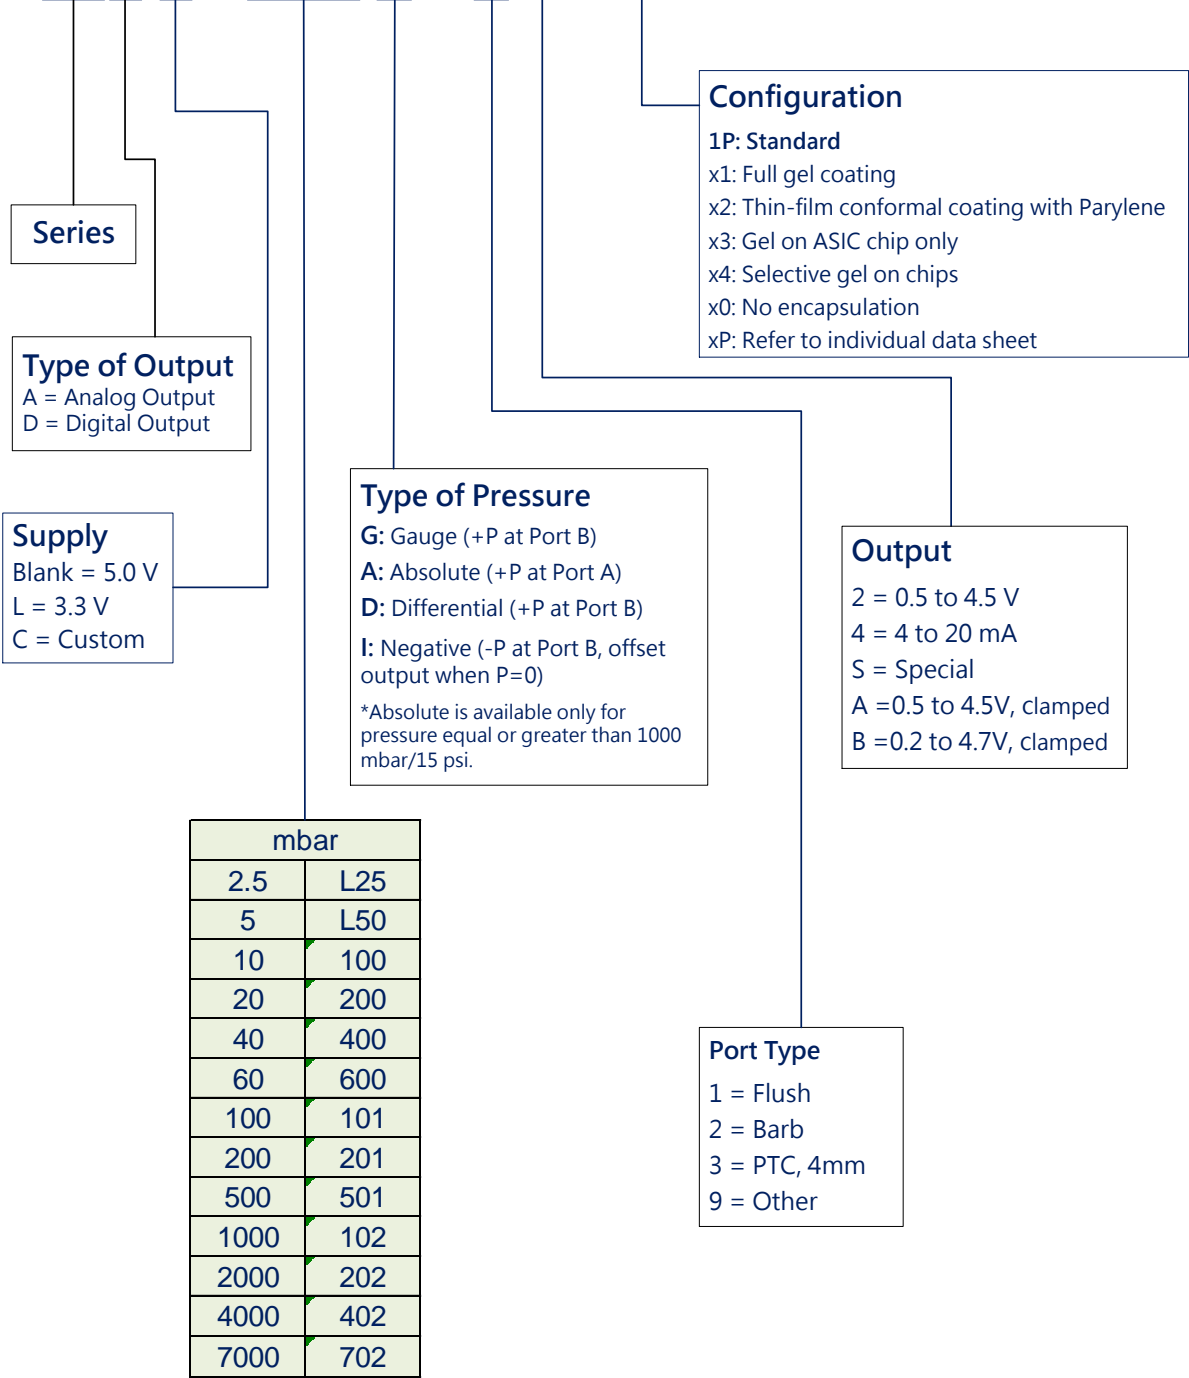 Configuration
1P: Standard
x1: Full gel coating
x2: Thin-film conformal coating with Parylene
x3: Gel on ASIC chip only
x4: Selective gel on chips
x0: No encapsulation
xP: Refer to individual data sheet
Series
Type of Output
A = Analog Output
D = Digital Output
Supply
Blank = 5.0 V
L = 3.3 V
C = Custom
Type of Pressure
G: Gauge (+P at Port B)
A: Absolute (+P at Port A)
D: Differential (+P at Port B)
I: Negative (-P at Port B, offset
output when P=0)
*Absolute is available only for
pressure equal or greater than 1000
mbar/15 psi.
Output
2 = 0.5 to 4.5 V
4 = 4 to 20 mA
S = Special
A =0.5 to 4.5V, clamped
B =0.2 to 4.7V, clamped
mbar
2.5 L25
5 L50
10 100
20 200
40 400
60 600
100 101
200 201
500 501
1000 102
2000 202
4000 402
7000 702
Port Type
1 = Flush
2 = Barb
3 = PTC, 4mm
9 = Other